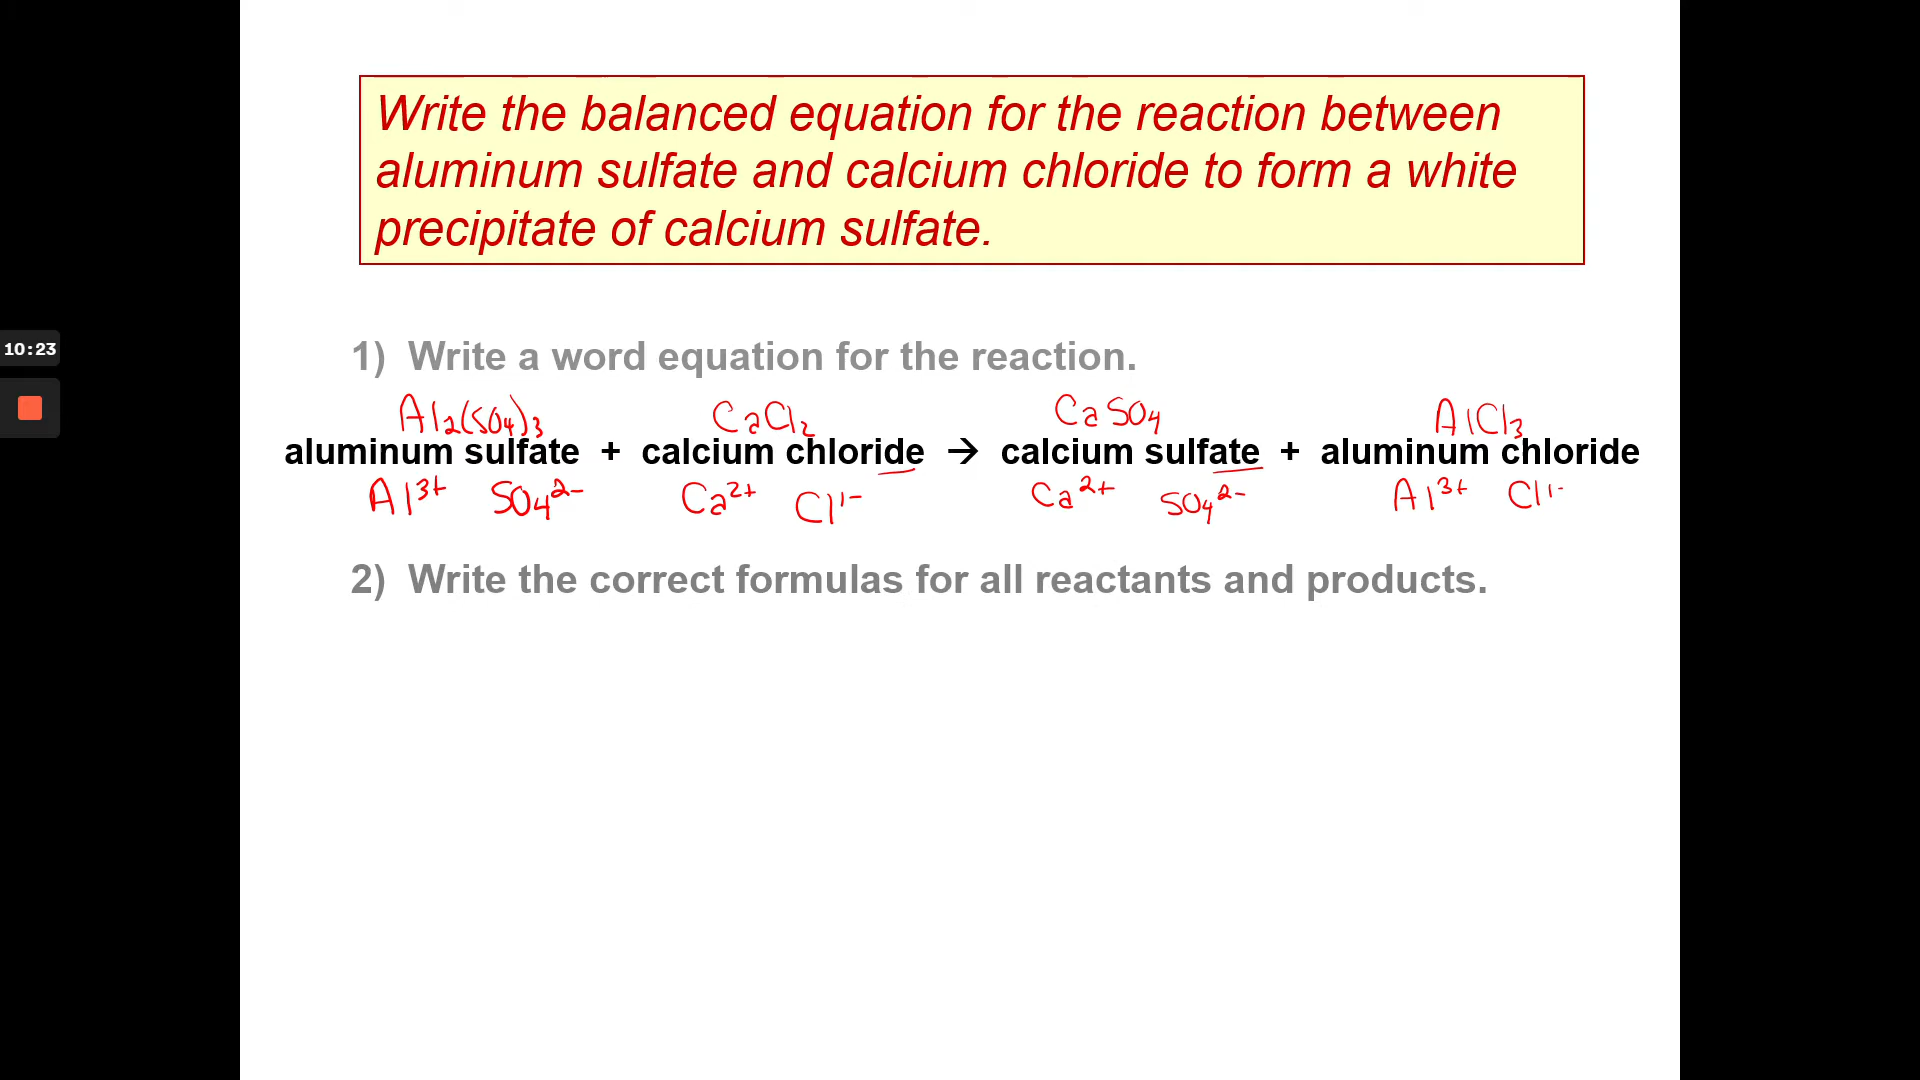 Write the balanced equation for the reaction between
aluminum sulfate and calcium chloride to form a white
precipitate of calcium sulfate.
10:23
1) Write a word equation for the reaction.
Al₂(SO₄)₃ CaCl₂ CaSO₄ AlCl₃
aluminum sulfate + calcium chloride → calcium sulfate + aluminum chloride
Al³⁺ SO₄²⁻ Ca²⁺ Cl¹⁻ Ca²⁺ SO₄²⁻ Al³⁺ Cl¹⁻
2) Write the correct formulas for all reactants and products.